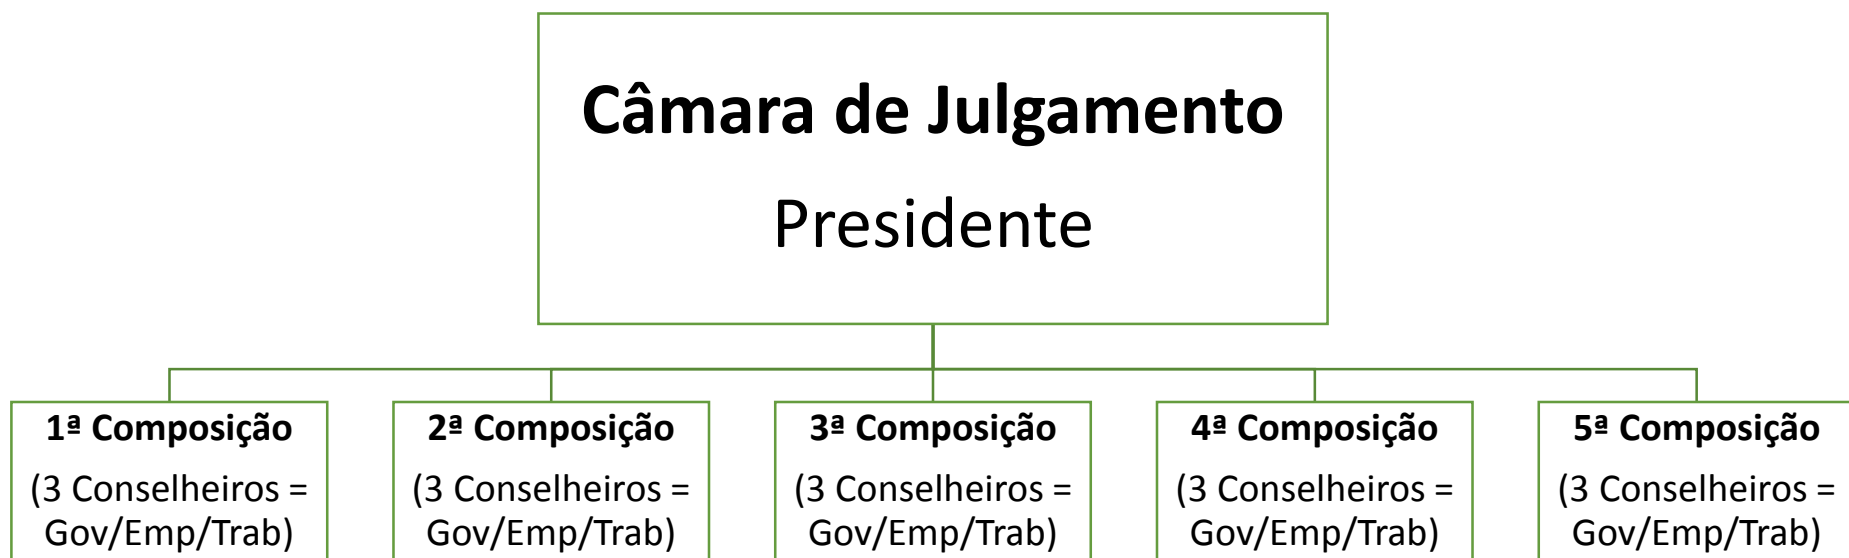 Câmara de Julgamento
Presidente
1ª Composição
(3 Conselheiros =
Gov/Emp/Trab)
2ª Composição
(3 Conselheiros =
Gov/Emp/Trab)
3ª Composição
(3 Conselheiros =
Gov/Emp/Trab)
4ª Composição
(3 Conselheiros =
Gov/Emp/Trab)
5ª Composição
(3 Conselheiros =
Gov/Emp/Trab)